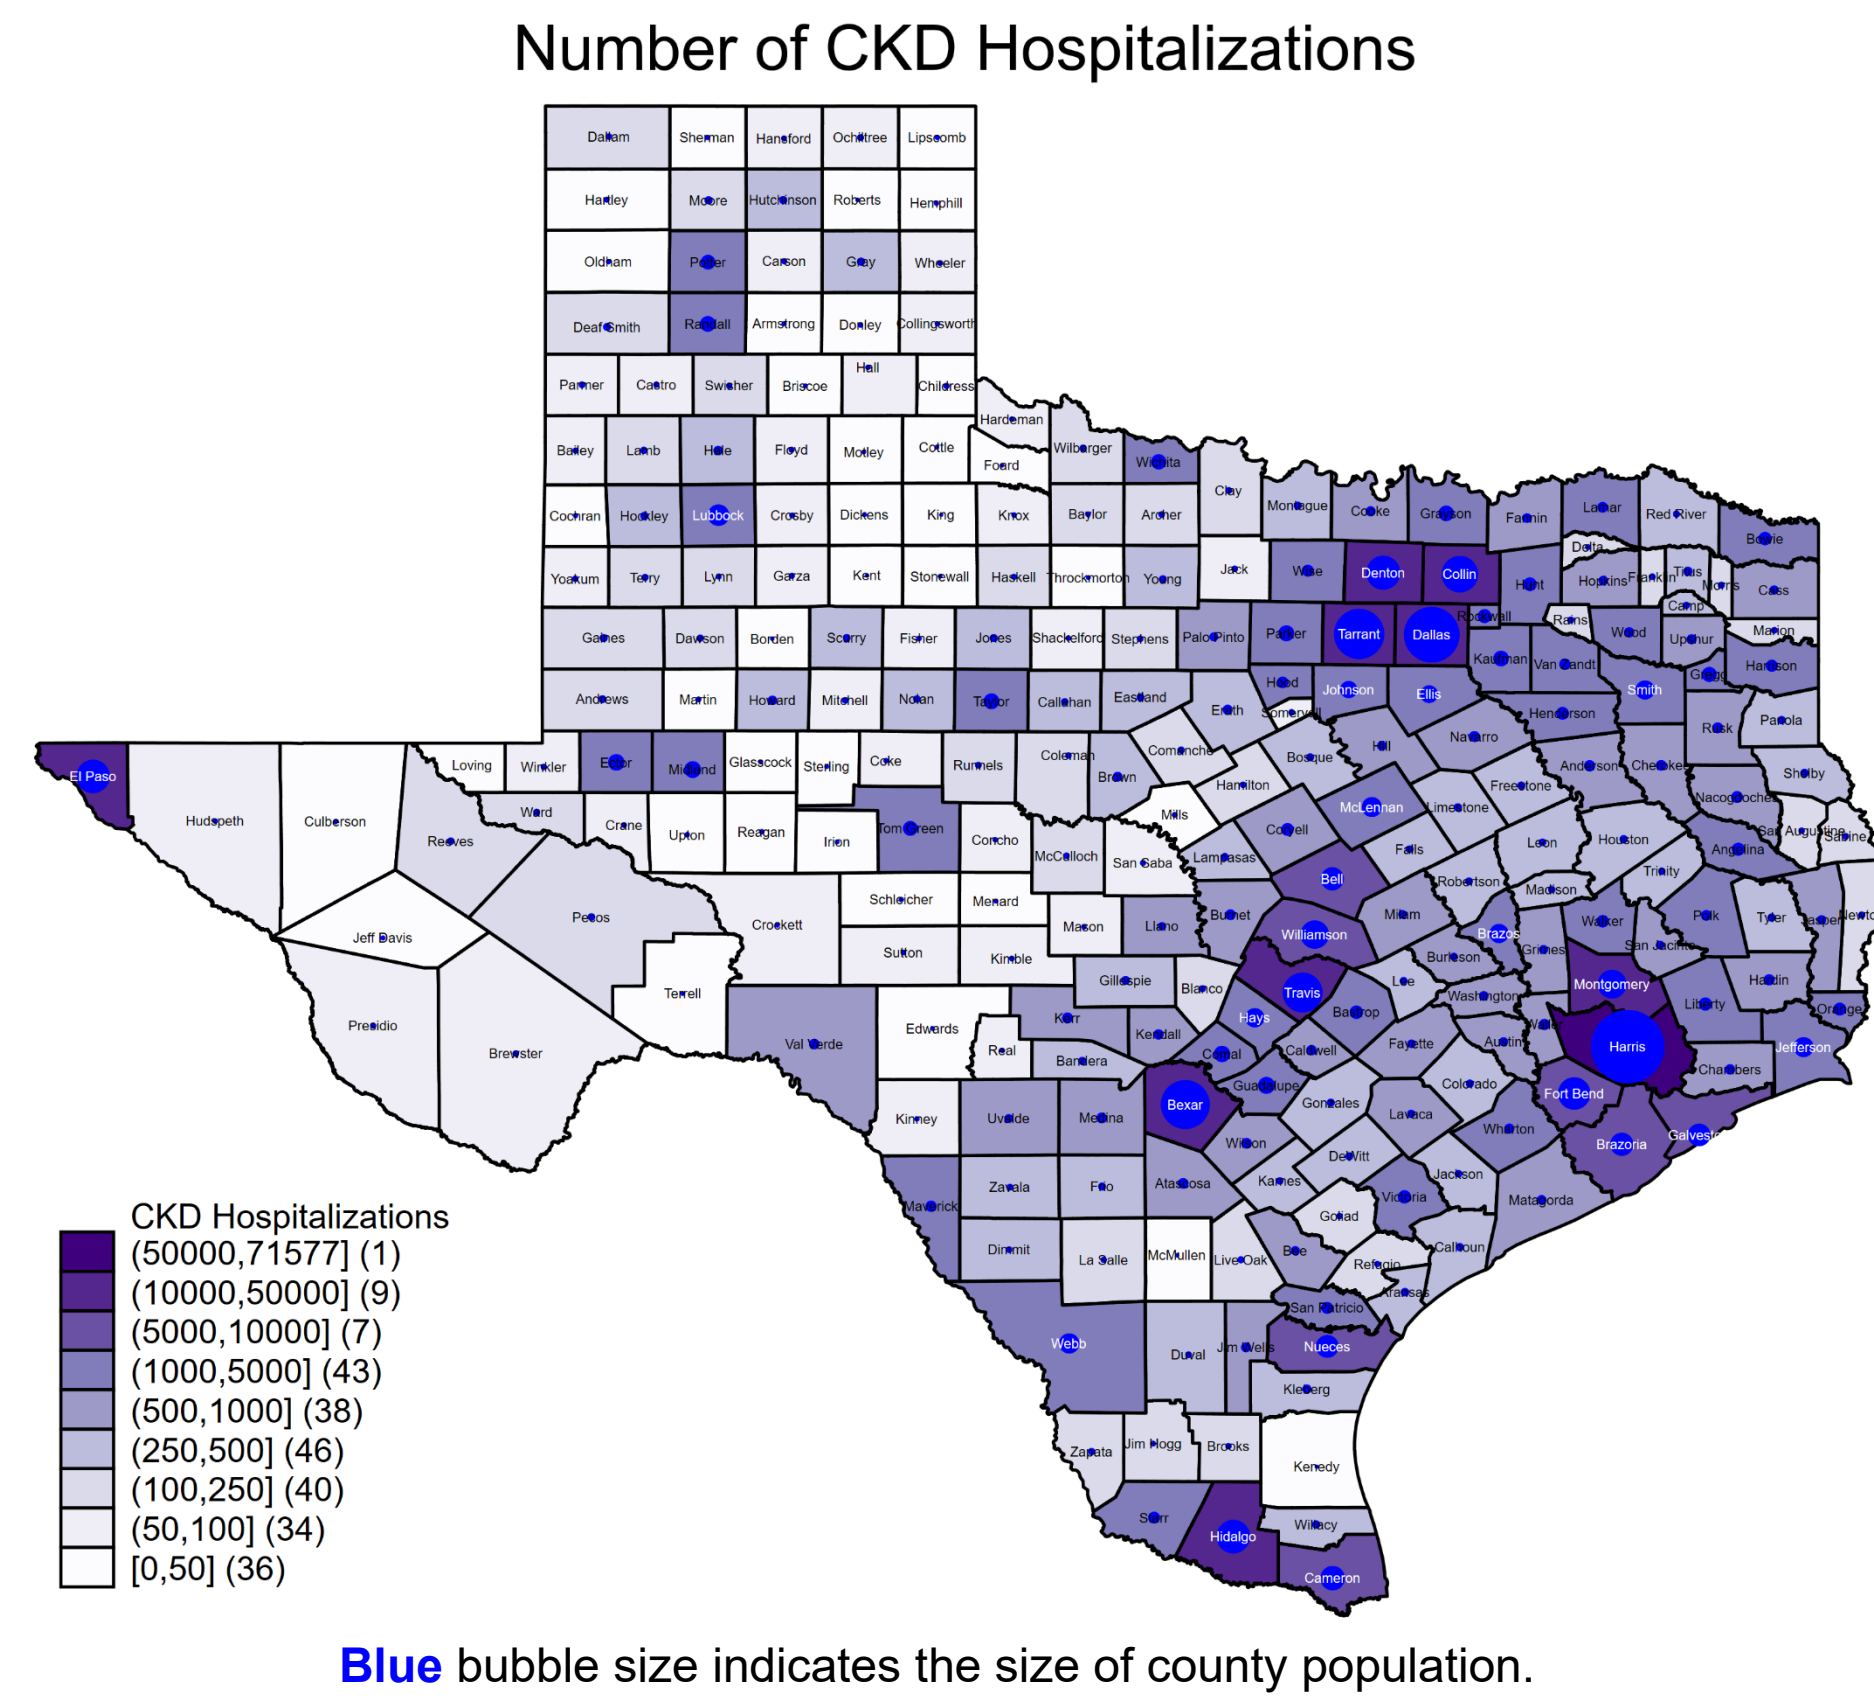 Number of CKD Hospitalizations
Dallam Sherman Hansford Ochiltree Lipscomb
Hartley Moore Hutchinson Roberts Hemphill
Oldham Potter Carson Gray Wheeler
Deaf Smith Randall Armstrong Donley Collingsworth
Parmer Castro Swisher Briscoe Hall Childress
Hardeman
Bailey Lamb Hale Floyd Motley Cottle Foard Wilbarger Wichita
Clay Montague Cooke Grayson Fannin Lamar Red River Bowie
Cochran Hockley Lubbock Crosby Dickens King Knox Baylor Archer
Delta
Yoakum Terry Lynn Garza Kent Stonewall Haskell Throckmorton Young Jack Wise Denton Collin Hunt Hopkins Franklin Titus Morris Cass
Camp
Gaines Dawson Borden Scurry Fisher Jones Shackelford Stephens Palo Pinto Parker Tarrant Dallas Rockwall Rains Wood Upshur Marion
Kaufman Van Zandt Harrison
Andrews Martin Howard Mitchell Nolan Taylor Callahan Eastland Erath Hood Johnson Ellis Smith Gregg
Somervell Henderson Rusk Panola
El Paso Hudspeth Culberson Loving Winkler Ector Midland Glasscock Sterling Coke Runnels Coleman Brown Comanche Bosque Hill Navarro Anderson Cherokee Shelby
Hamilton Freestone Nacogdoches
Reeves Ward Crane Upton Reagan Irion Tom Green Concho Mills McLennan Limestone San Augustine Sabine
McCulloch San Saba Lampasas Coryell Falls Leon Houston Angelina
Trinity
Jeff Davis Pecos Crockett Schleicher Menard Mason Llano Burnet Bell Milam Robertson Madison Walker Polk Tyler Jasper Newto
Sutton Kimble Williamson Brazos Grimes San Jacinto
Presidio Brewster Terrell Gillespie Blanco Travis Lee Burleson Washington Montgomery Liberty Hardin Orange
Val Verde Edwards Real Kerr Kendall Hays Bastrop Waller Harris Jefferson
Bandera Comal Caldwell Fayette Austin Chambers
Kinney Uvalde Medina Bexar Guadalupe Gonzales Lavaca Colorado Fort Bend
Wilson Wharton Brazoria Galvesto
Maverick Zavala Frio Atascosa Karnes DeWitt Jackson Matagorda
Victoria
Dimmit La Salle McMullen Live Oak Bee Goliad Refugio Calhoun
Aransas
San Patricio
Webb Duval Jim Wells Nueces
Kleberg
Zapata Jim Hogg Brooks Kenedy
Starr Hidalgo Willacy
Cameron
CKD Hospitalizations
(50000,71577] (1)
(10000,50000] (9)
(5000,10000] (7)
(1000,5000] (43)
(500,1000] (38)
(250,500] (46)
(100,250] (40)
(50,100] (34)
[0,50] (36)
Blue bubble size indicates the size of county population.